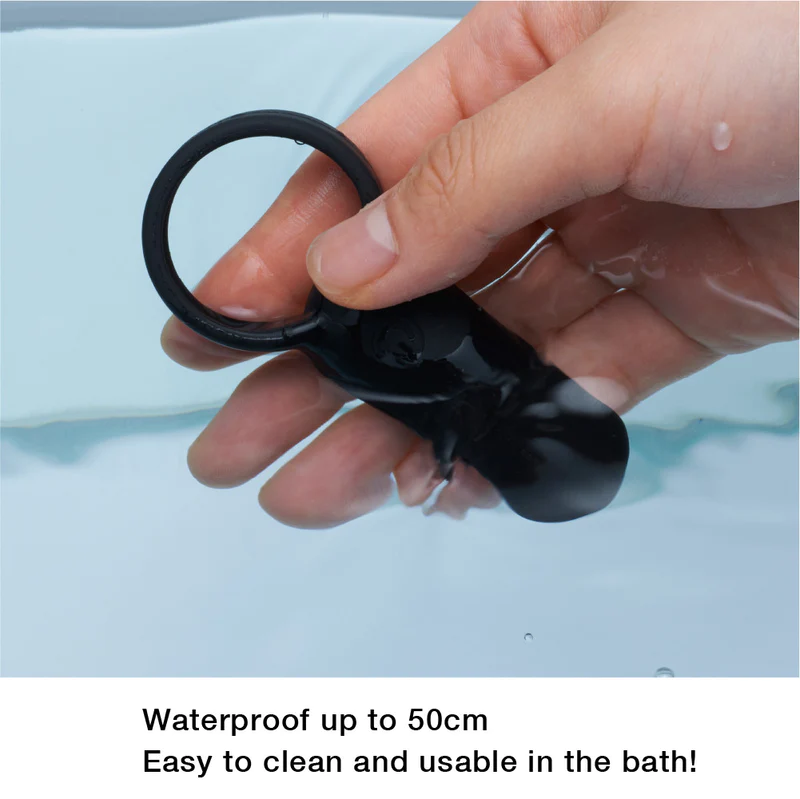 Waterproof up to 50cm
Easy to clean and usable in the bath!